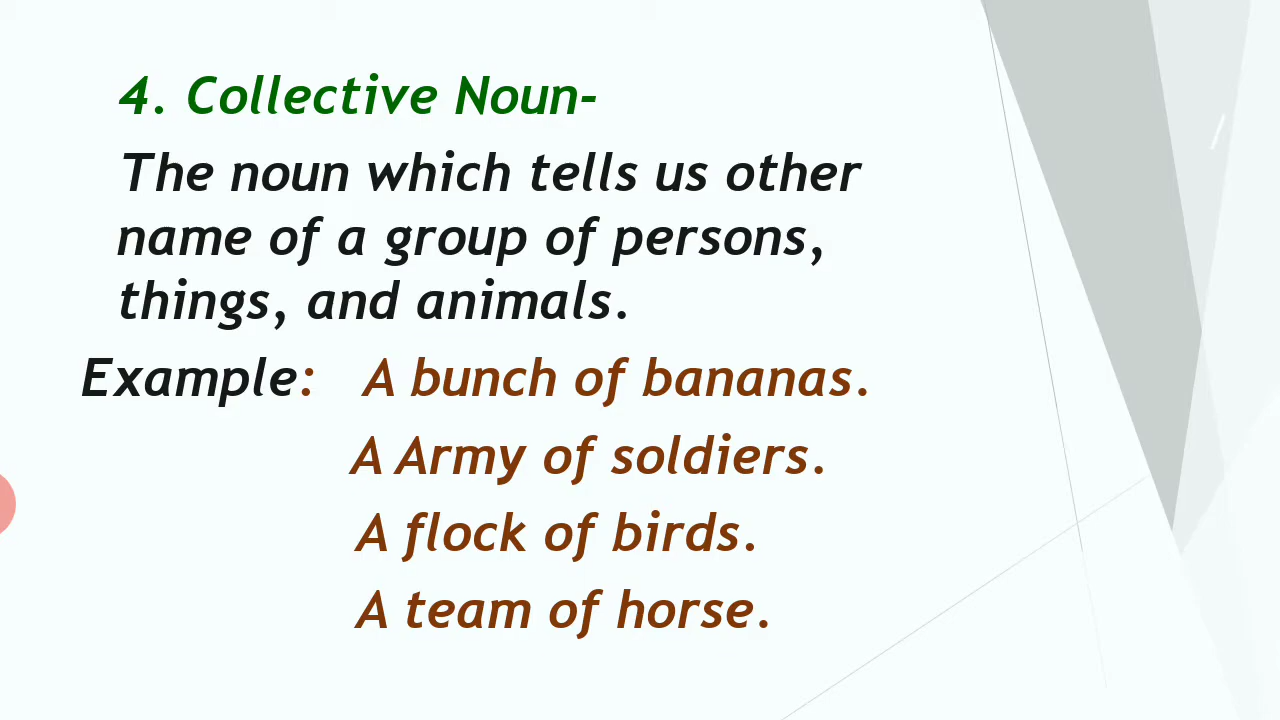 4. Collective Noun-
The noun which tells us other
name of a group of persons,
things, and animals.
Example: A bunch of bananas.
A Army of soldiers.
A flock of birds.
A team of horse.